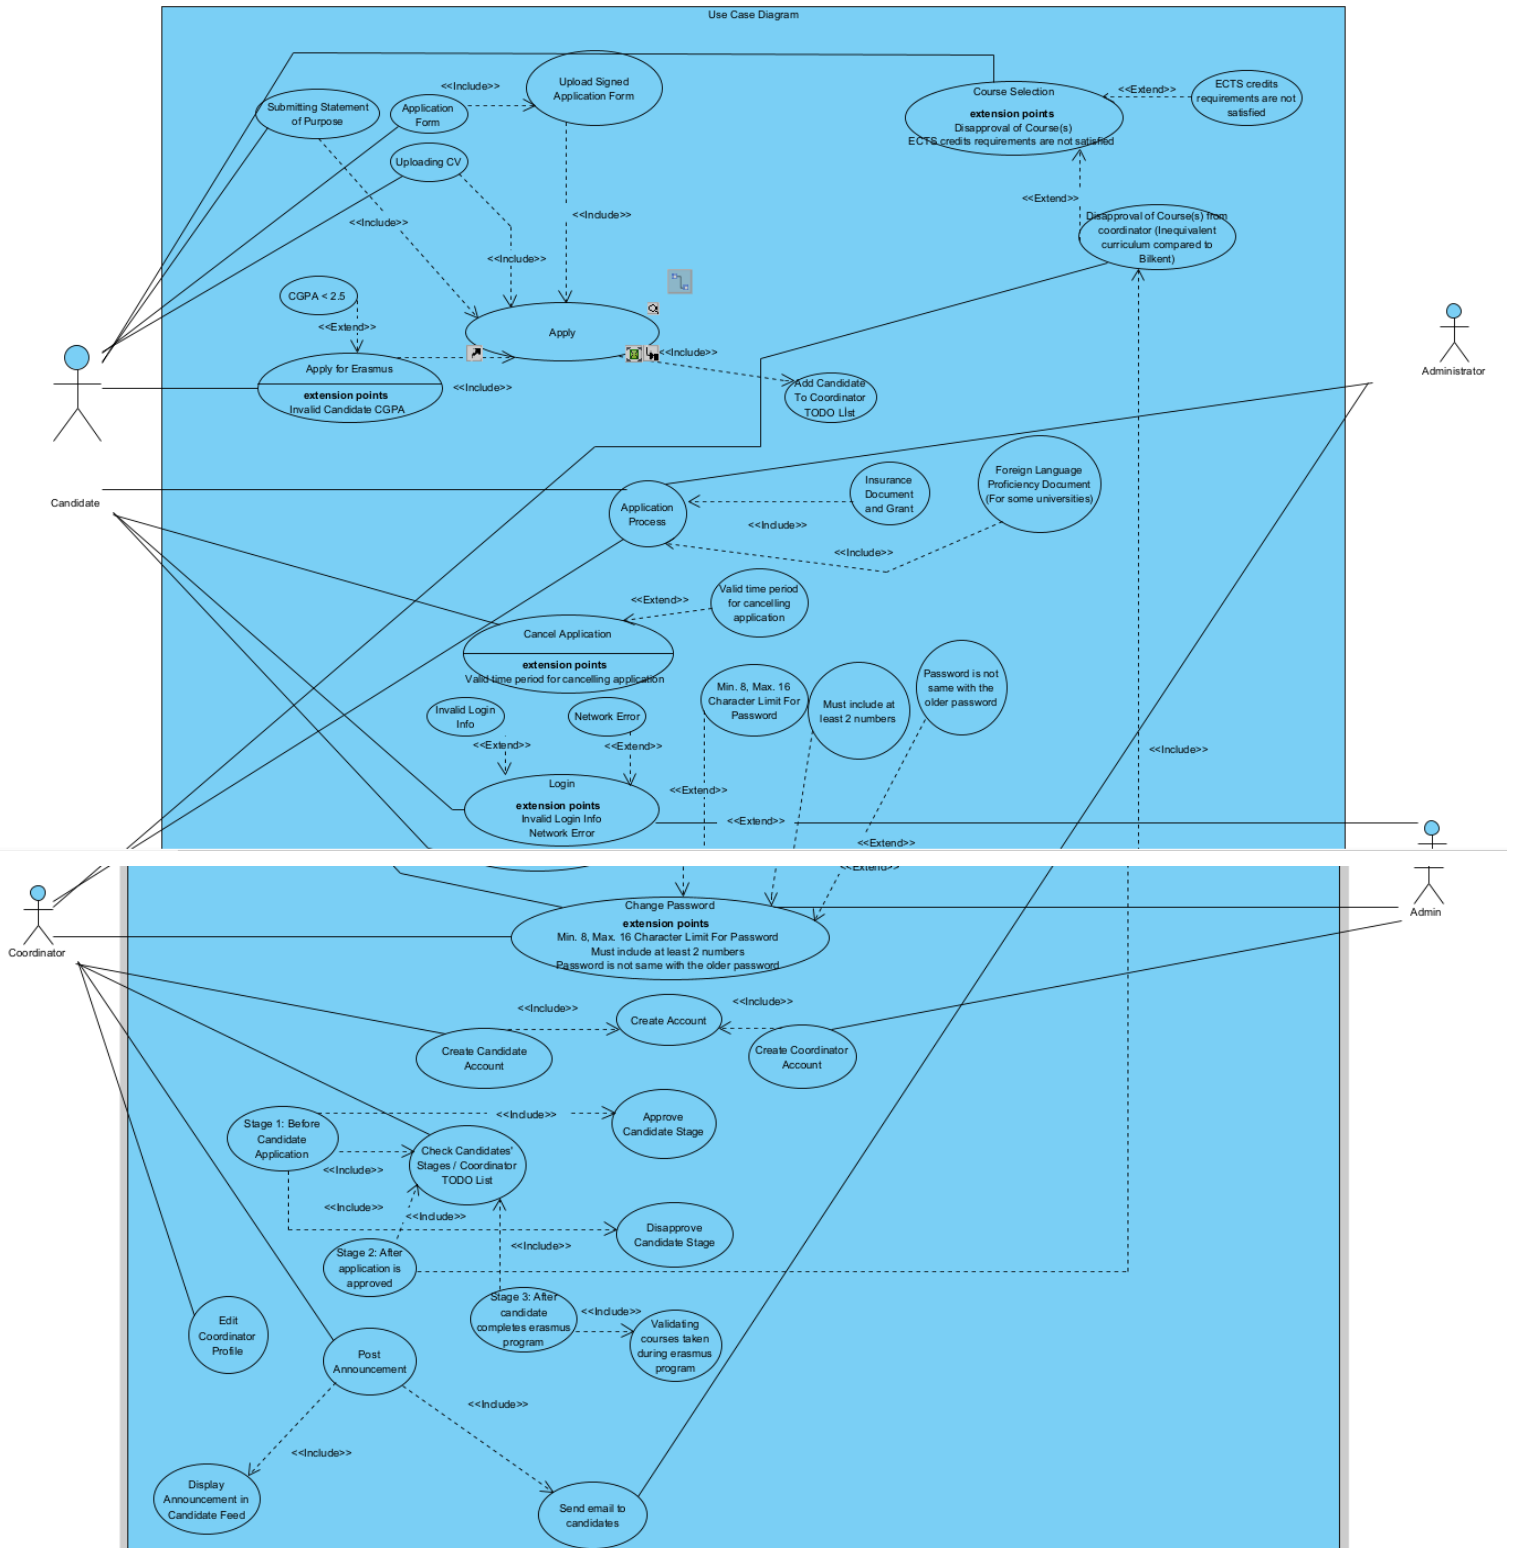 Use Case Diagram
<<Include>>
Upload Signed
Application Form
Submitting Statement
of Purpose
Application
Form
Course Selection
extension points
Disapproval of Course(s)
ECTS credits requirements are not satisfied
<<Extend>>
ECTS credits
requirements are not
satisfied
Uploading CV
<<Include>>
<<Include>>
<<Include>>
<<Extend>>
Disapproval of Course(s) from
coordinator (Inequivalent
curriculum compared to
Bilkent)
CGPA < 2.5
<<Extend>>
Apply
<<Include>>
Apply for Erasmus
extension points
Invalid Candidate CGPA
<<Include>>
Add Candidate
To Coordinator
TODO Lİst
Administrator
Candidate
Application
Process
Insurance
Document
and Grant
Foreign Language
Proficiency Document
(For some universities)
<<Include>>
<<Include>>
<<Extend>>
Valid time period
for cancelling
application
Cancel Application
extension points
Valid time period for cancelling application
Min. 8, Max. 16
Character Limit For
Password
Must include at
least 2 numbers
Password is not
same with the
older password
Invalid Login
Info
Network Error
<<Extend>>
<<Extend>>
<<Include>>
Login
extension points
Invalid Login Info
Network Error
<<Extend>>
<<Extend>>
<<Extend>>
<<Extend>>
Coordinator
Change Password
extension points
Min. 8, Max. 16 Character Limit For Password
Must include at least 2 numbers
Password is not same with the older password
Admin
<<Include>>
Create Account
<<Include>>
Create Candidate
Account
Create Coordinator
Account
Stage 1: Before
Candidate
Application
<<Include>>
Approve
Candidate Stage
<<Include>>
Check Candidates'
Stages / Coordinator
TODO List
<<Include>>
<<Include>>
Disapprove
Candidate Stage
<<Include>>
Stage 2: After
application is
approved
Stage 3: After
candidate
completes erasmus
program
<<Include>>
Validating
courses taken
during erasmus
program
Edit
Coordinator
Profile
Post
Announcement
<<Include>>
<<Include>>
Display
Announcement in
Candidate Feed
Send email to
candidates